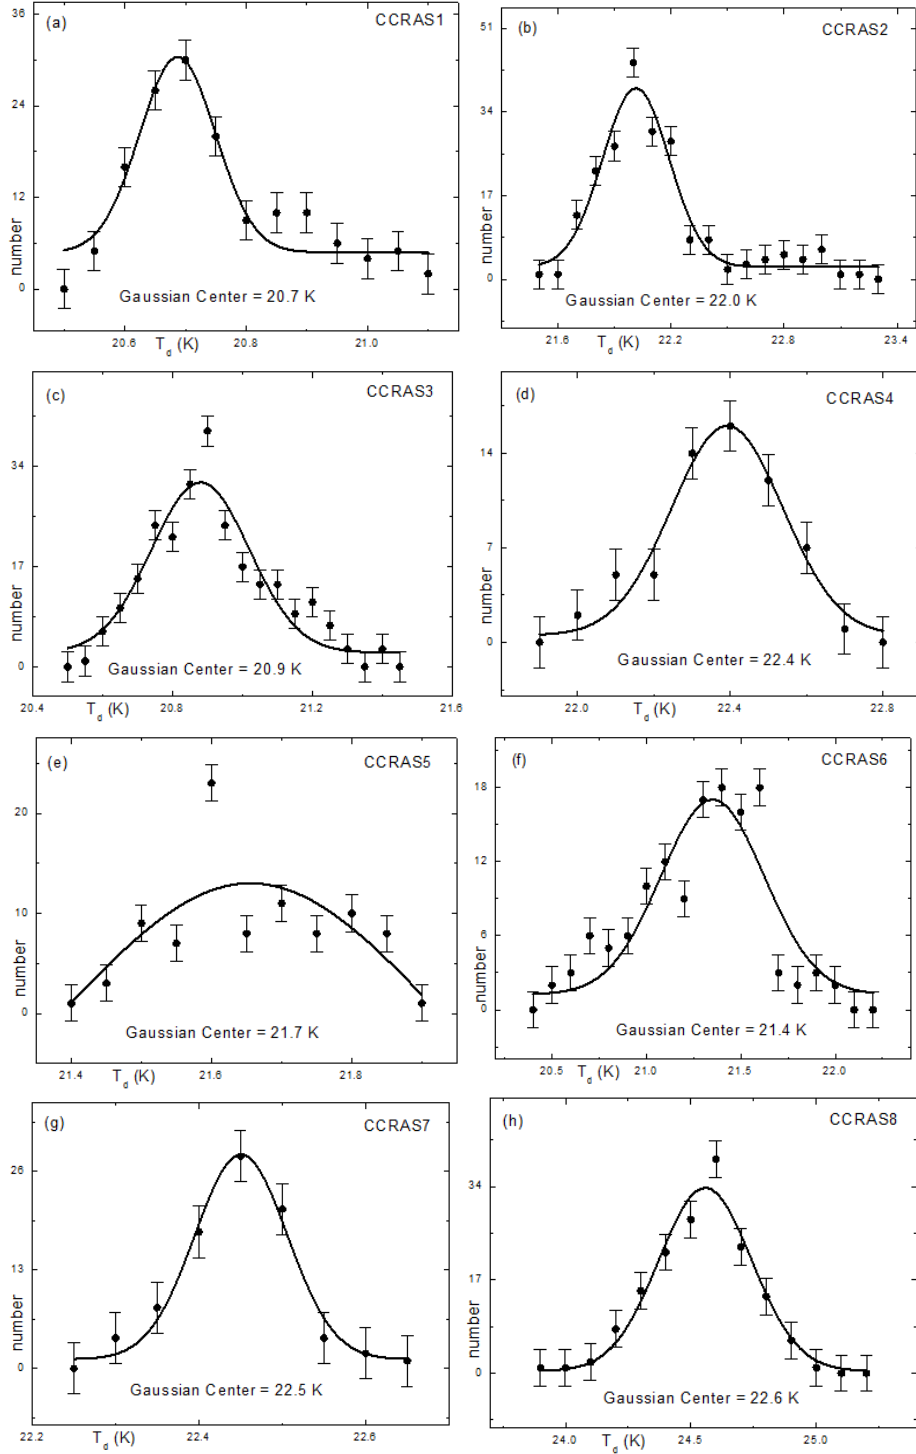 (a) CCRAS1
36
24
12
0
number
Gaussian Center = 20.7 K
20.6 20.8 21.0
T_d (K)
(b) CCRAS2
51
34
17
0
number
Gaussian Center = 22.0 K
21.6 22.2 22.8 23.4
T_d (K)
(c) CCRAS3
34
17
0
number
Gaussian Center = 20.9 K
20.4 20.8 21.2 21.6
T_d (K)
(d) CCRAS4
14
7
0
number
Gaussian Center = 22.4 K
22.0 22.4 22.8
T_d (K)
(e) CCRAS5
20
10
0
number
Gaussian Center = 21.7 K
21.4 21.6 21.8
T_d (K)
(f) CCRAS6
18
12
6
0
number
Gaussian Center = 21.4 K
20.5 21.0 21.5 22.0
T_d (K)
(g) CCRAS7
26
13
0
number
Gaussian Center = 22.5 K
22.2 22.4 22.6
T_d (K)
(h) CCRAS8
34
17
0
number
Gaussian Center = 22.6 K
24.0 24.5 25.0
T_d (K)